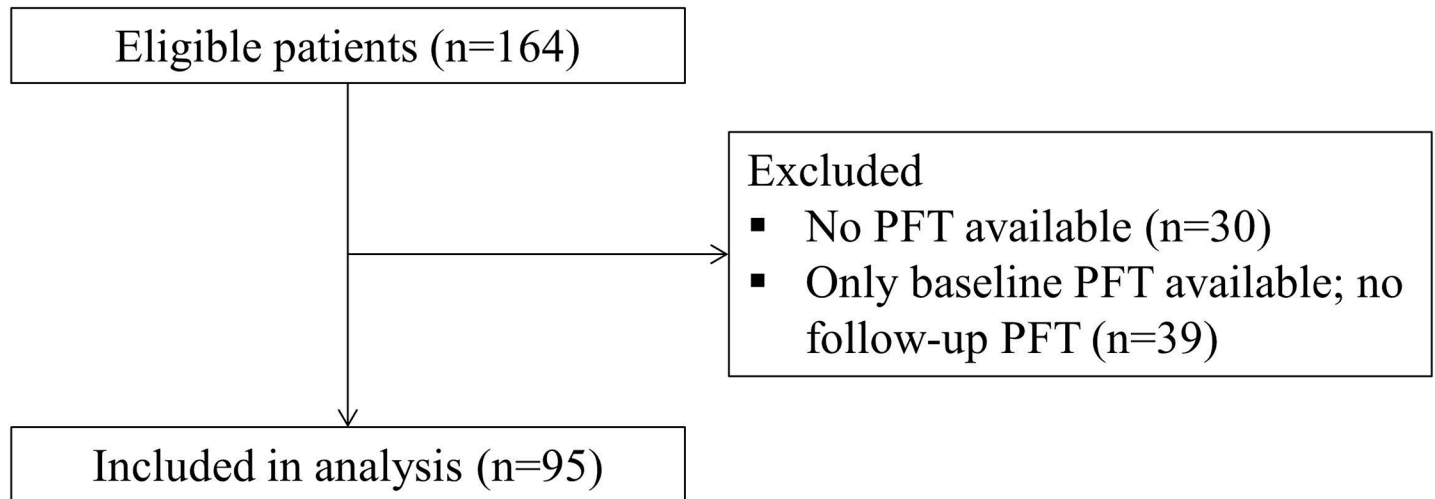 Eligible patients (n=164)
Excluded
▪ No PFT available (n=30)
▪ Only baseline PFT available; no
follow-up PFT (n=39)
Included in analysis (n=95)